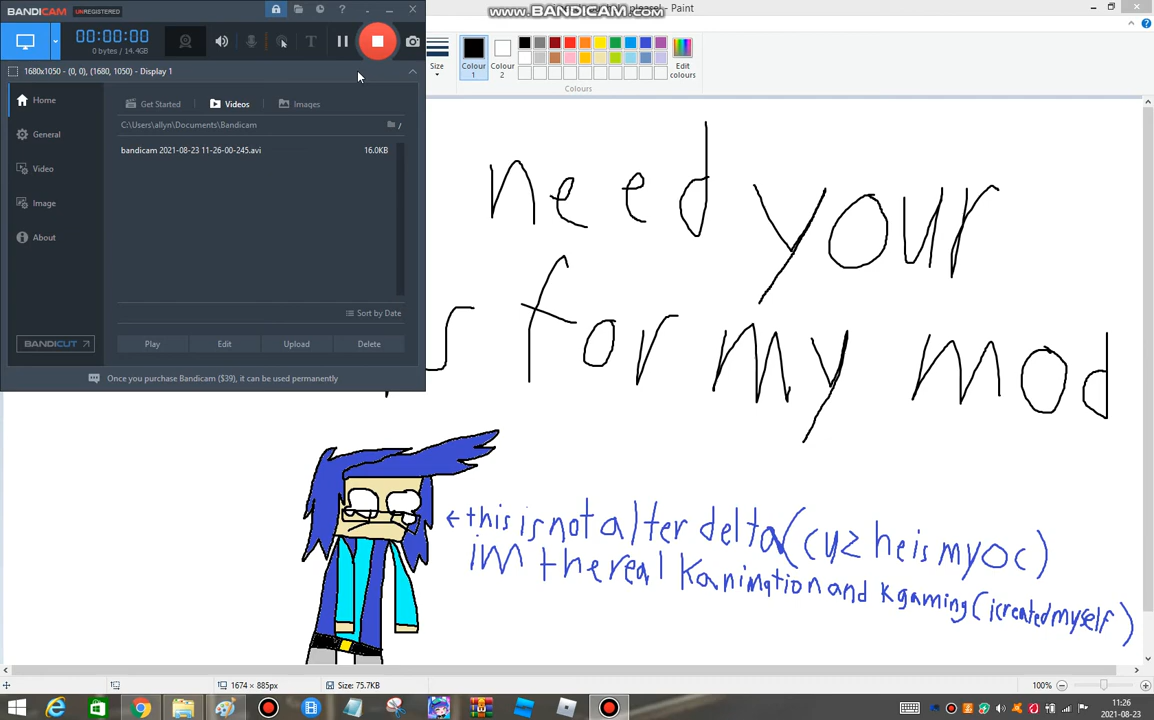 BANDICAM UNREGISTERED
www.BANDICAM.com
Paint
00:00:00
0 bytes / 14.4GB
1680x1050 - (0, 0), (1680, 1050) - Display 1
Home
General
Video
Image
About
BANDICUT
Get Started
Videos
Images
C:\Users\allyn\Documents\Bandicam
bandicam 2021-08-23 11-26-00-245.avi 16.0KB
Sort by Date
Play Edit Upload Delete
Once you purchase Bandicam ($39), it can be used permanently
Size
Colour 1
Colour 2
Edit colours
Colours
need your
s for my mod
this is not alter delta (cuz he is my oc)
im the real Kanimation and kgaming (i created myself)
1674 × 885px
Size: 75.7KB
100%
11:26
2021-08-23